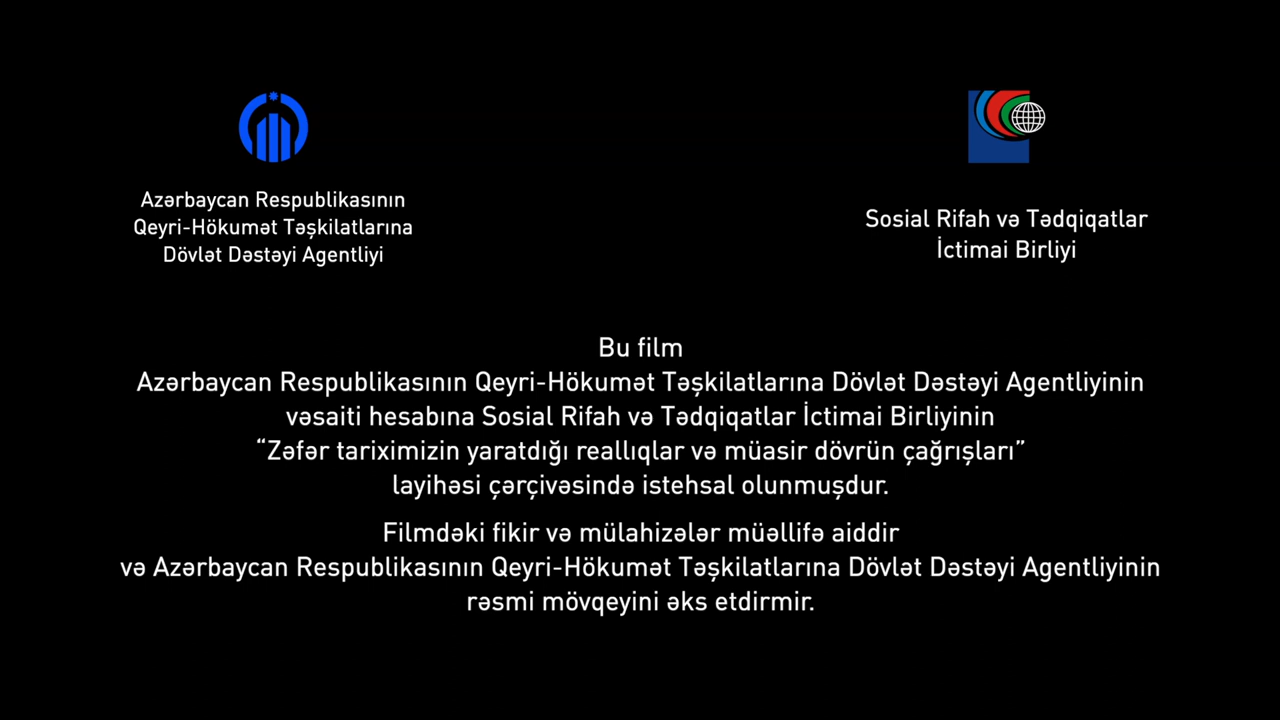 Azərbaycan Respublikasının
Qeyri-Hökumət Təşkilatlarına
Dövlət Dəstəyi Agentliyi
Sosial Rifah və Tədqiqatlar
İctimai Birliyi
Bu film
Azərbaycan Respublikasının Qeyri-Hökumət Təşkilatlarına Dövlət Dəstəyi Agentliyinin
vəsaiti hesabına Sosial Rifah və Tədqiqatlar İctimai Birliyinin
“Zəfər tariximizin yaratdığı reallıqlar və müasir dövrün çağrışları”
layihəsi çərçivəsində istehsal olunmuşdur.
Filmdəki fikir və mülahizələr müəllifə aiddir
və Azərbaycan Respublikasının Qeyri-Hökumət Təşkilatlarına Dövlət Dəstəyi Agentliyinin
rəsmi mövqeyini əks etdirmir.